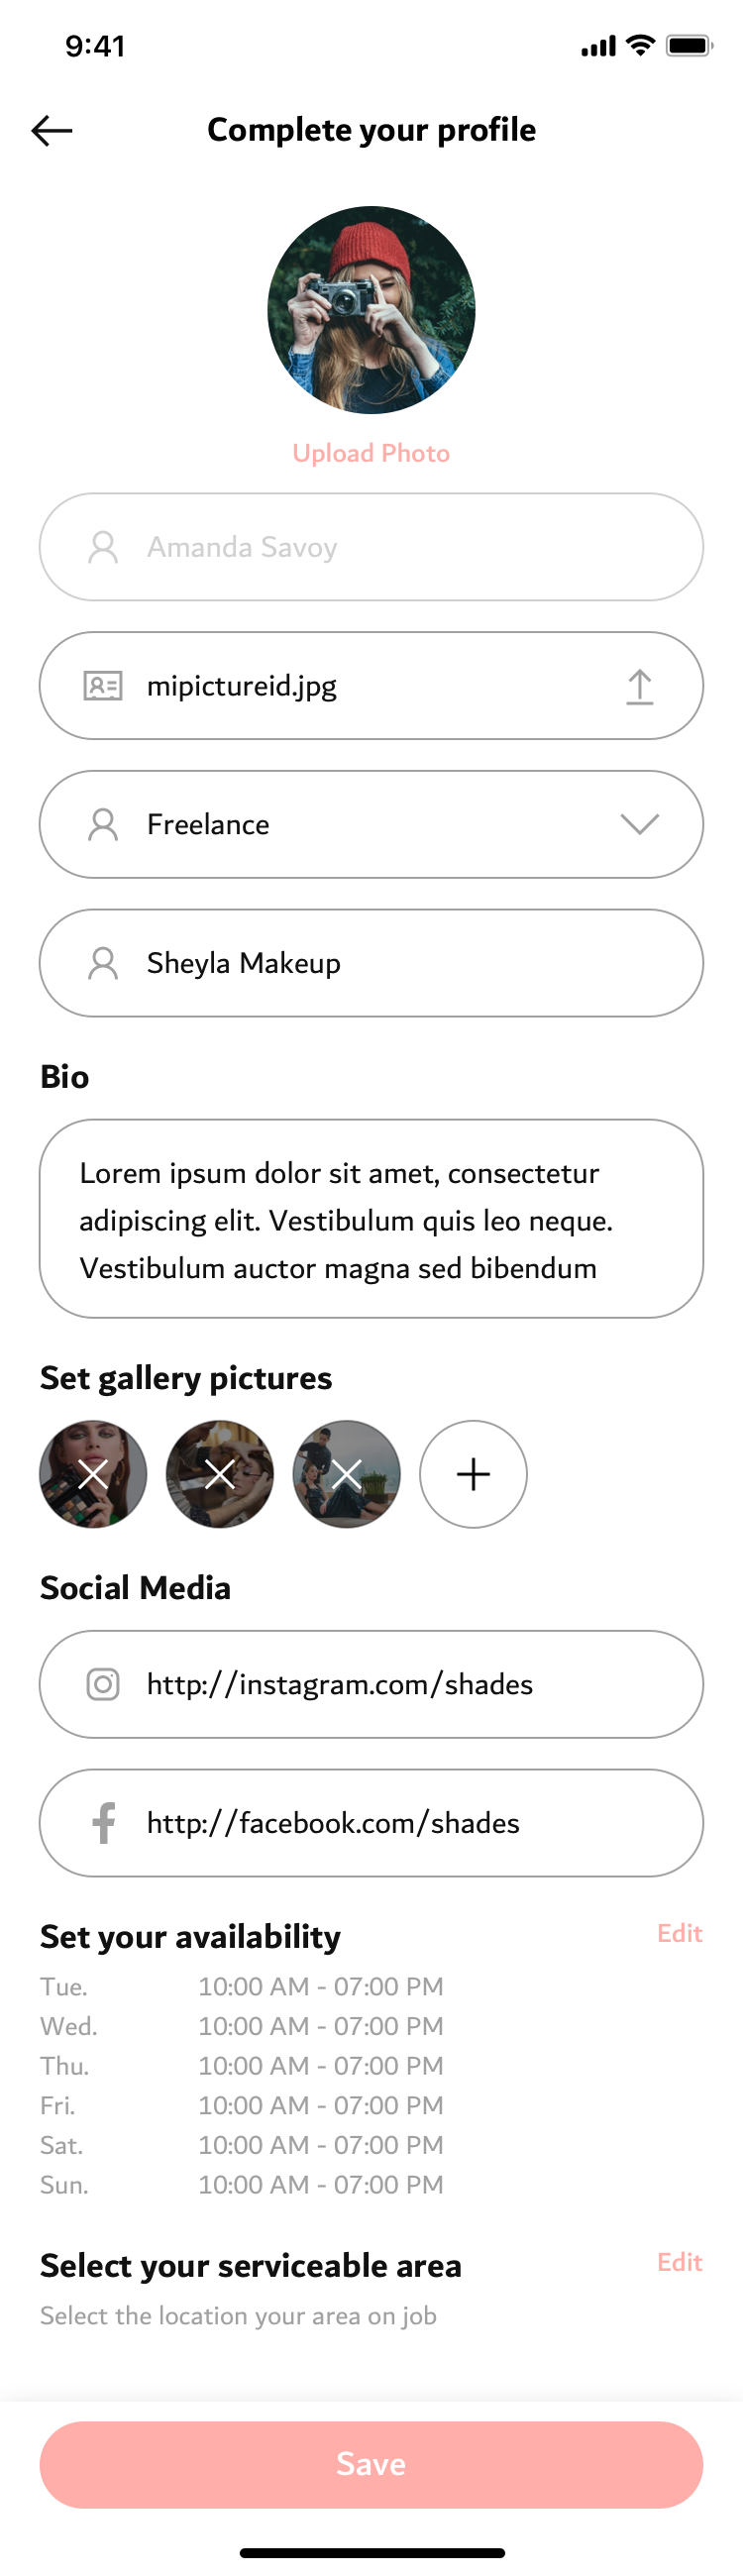 9:41
Complete your profile
Upload Photo
Amanda Savoy
mipictureid.jpg
Freelance
Sheyla Makeup
Bio
Lorem ipsum dolor sit amet, consectetur
adipiscing elit. Vestibulum quis leo neque.
Vestibulum auctor magna sed bibendum
Set gallery pictures
Social Media
http://instagram.com/shades
http://facebook.com/shades
Set your availability Edit
Tue. 10:00 AM - 07:00 PM
Wed. 10:00 AM - 07:00 PM
Thu. 10:00 AM - 07:00 PM
Fri. 10:00 AM - 07:00 PM
Sat. 10:00 AM - 07:00 PM
Sun. 10:00 AM - 07:00 PM
Select your serviceable area Edit
Select the location your area on job
Save